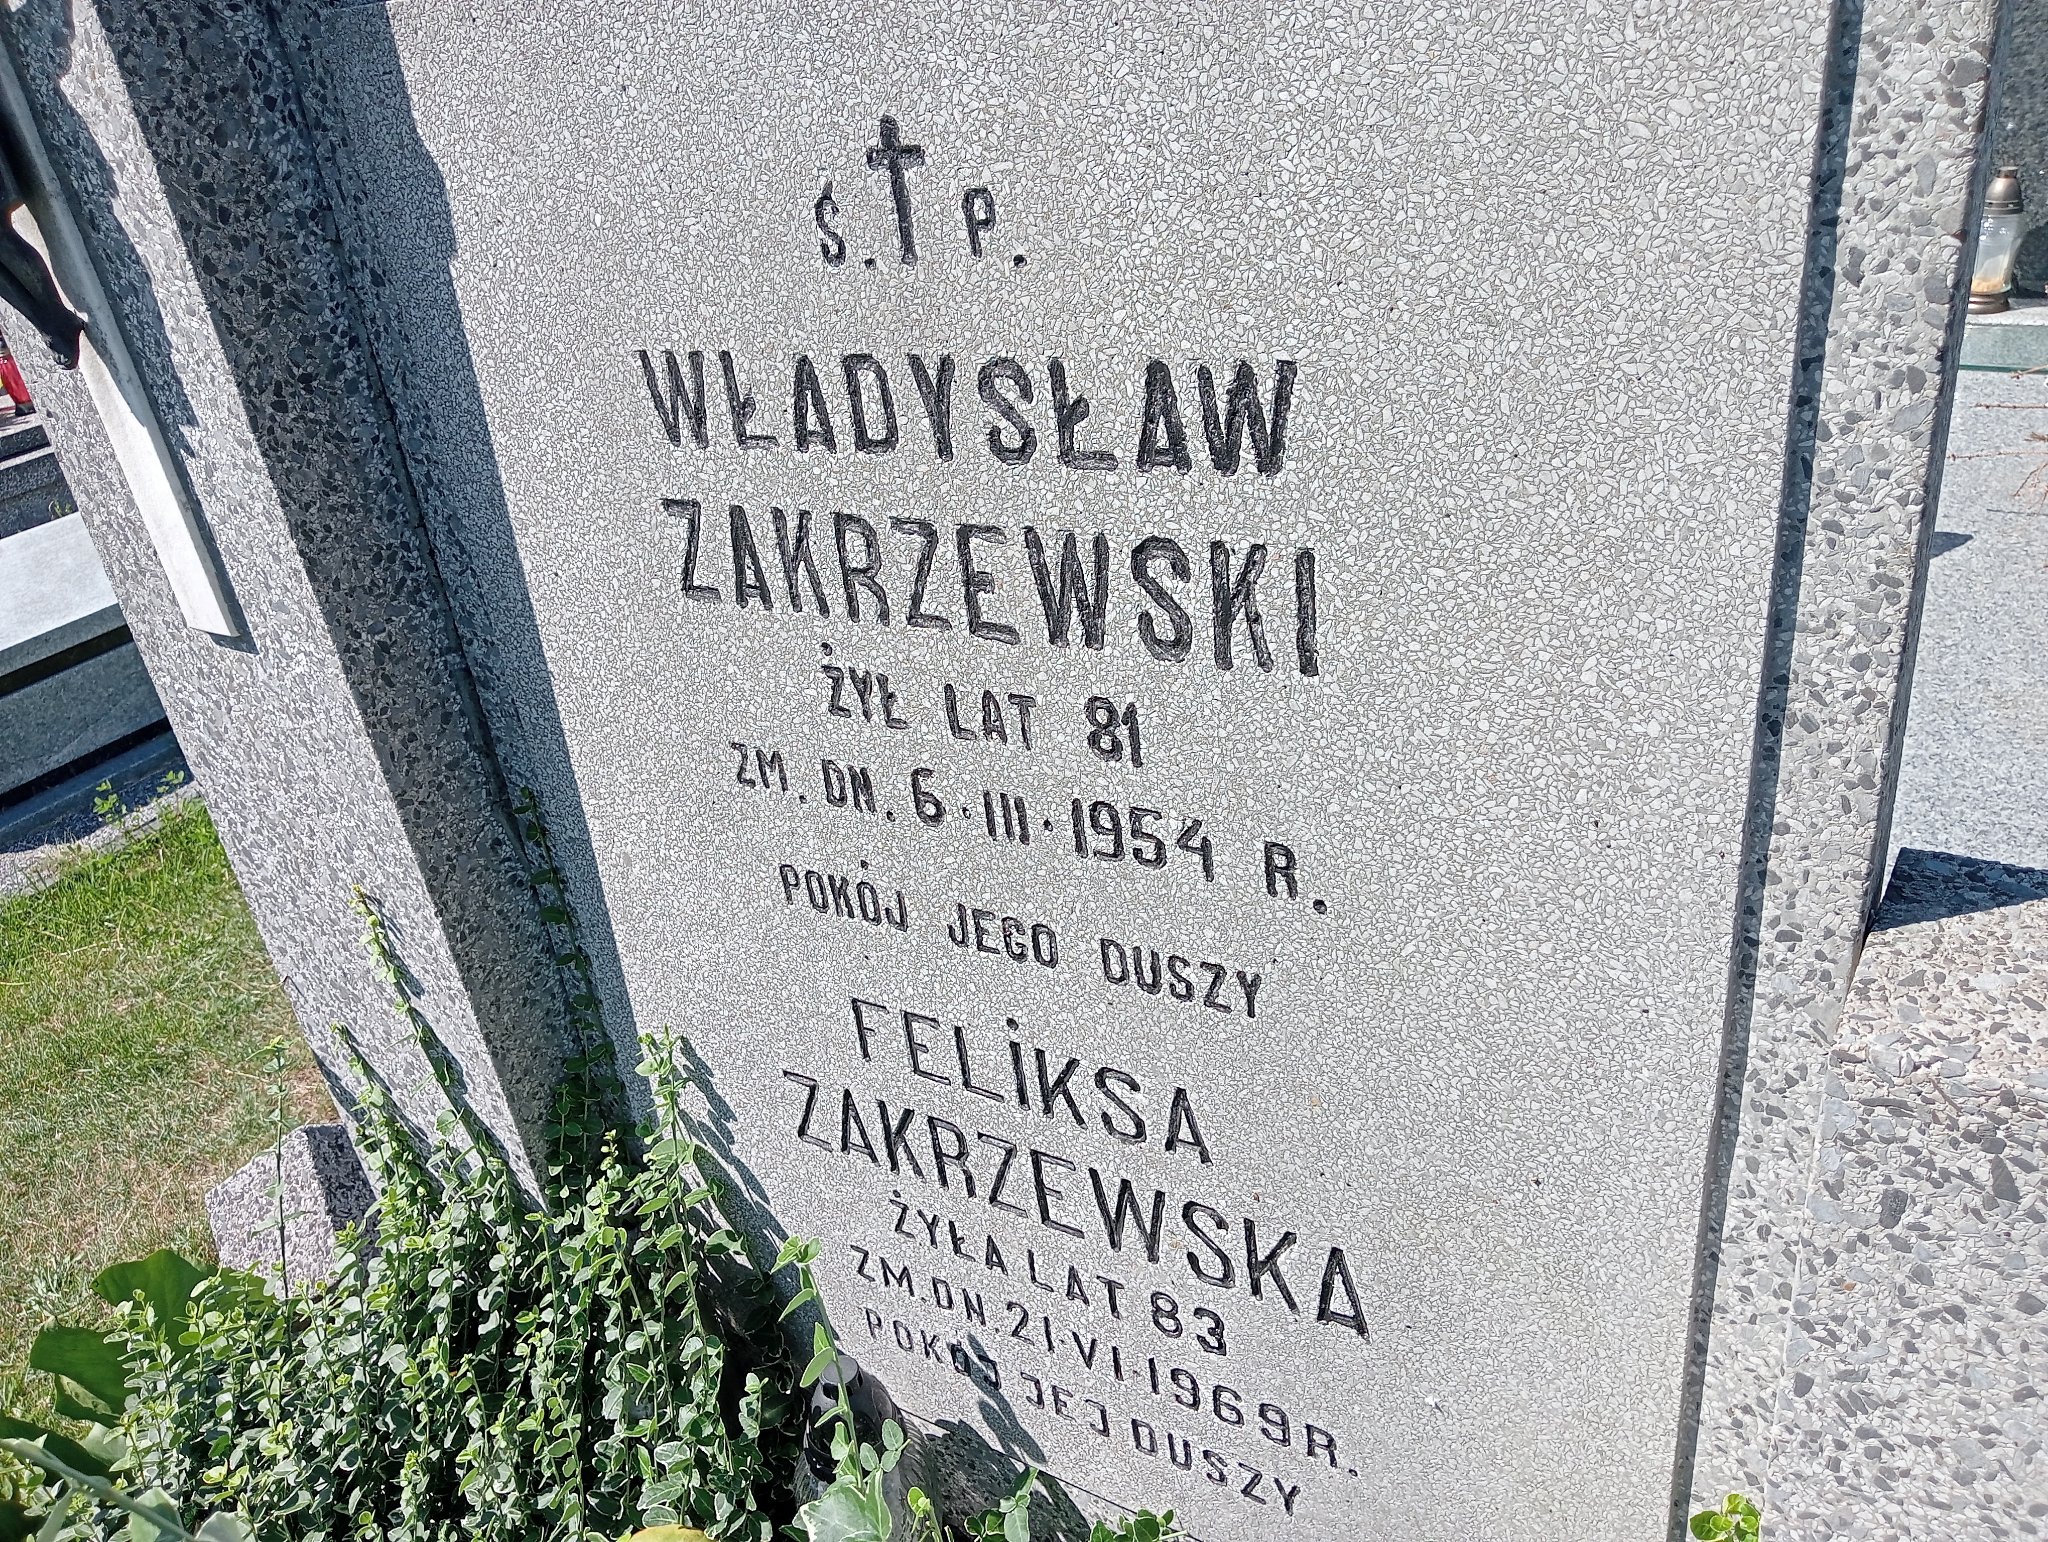 Ś. P.
WŁADYSŁAW
ZAKRZEWSKI
ŻYŁ LAT 81
ZM. DN. 6·III·1954 R.
POKÓJ JEGO DUSZY
FELIKSA
ZAKRZEWSKA
ŻYŁA LAT 83
ZM. DN. 21·VI·1969 R.
POKÓJ JEJ DUSZY